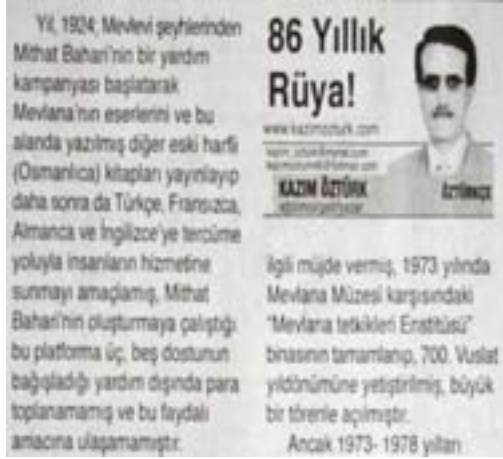 Yıl, 1924; Mevlevi şeyhlerinden
Mithat Bahari'nin bir yardım
kampanyası başlatarak
Mevlana'nın eserlerini ve bu
alanda yazılmış diğer eski harfli
(Osmanlıca) kitapları yayınlayıp
daha sonra da Türkçe, Fransızca,
Almanca ve İngilizce'ye tercüme
yoluyla insanların hizmetine
sunmayı amaçlamış, Mithat
Bahari'nin oluşturmaya çalıştığı
bu platforma üç, beş dostunun
bağışladığı yardım dışında para
toplanamamış ve bu faydalı
amacına ulaşamamıştır.
86 Yıllık
Rüya!
www.kazimozturk.com
KAZIM ÖZTÜRK
ÖZTÜRKÇE
ilgili müjde vermiş, 1973 yılında
Mevlana Müzesi karşısındaki
"Mevlana tetkikleri Enstitüsü"
binasının tamamlanıp, 700. Vuslat
yıldönümüne yetiştirilmiş, büyük
bir törenle açılmıştır.
Ancak 1973- 1978 yılları